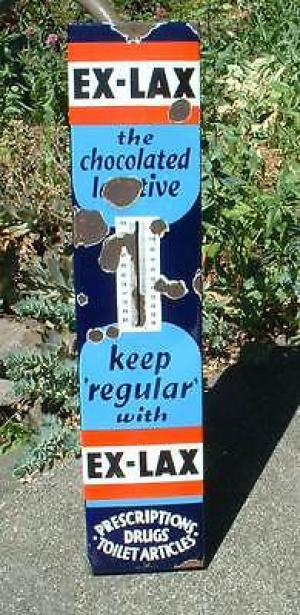 EX-LAX
the
chocolated
keep
'regular'
with
EX-LAX
PRESCRIPTIONS
DRUGS
• TOILET ARTICLES •